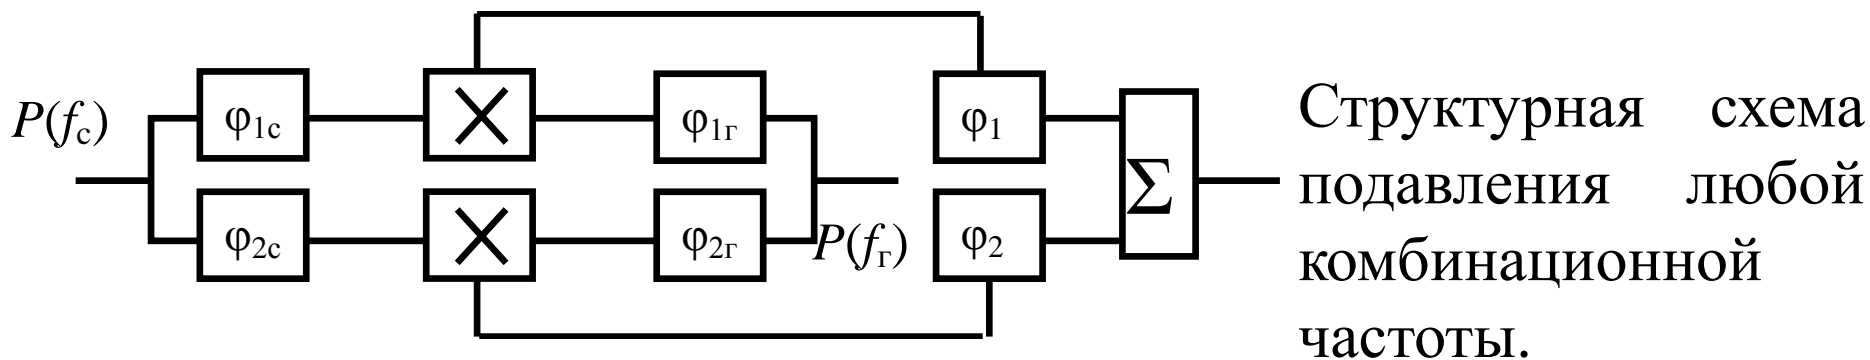 P(fс)
φ1с
φ1г
φ1
φ2с
φ2г
P(fг)
φ2
Σ
Структурная схема
подавления любой
комбинационной
частоты.